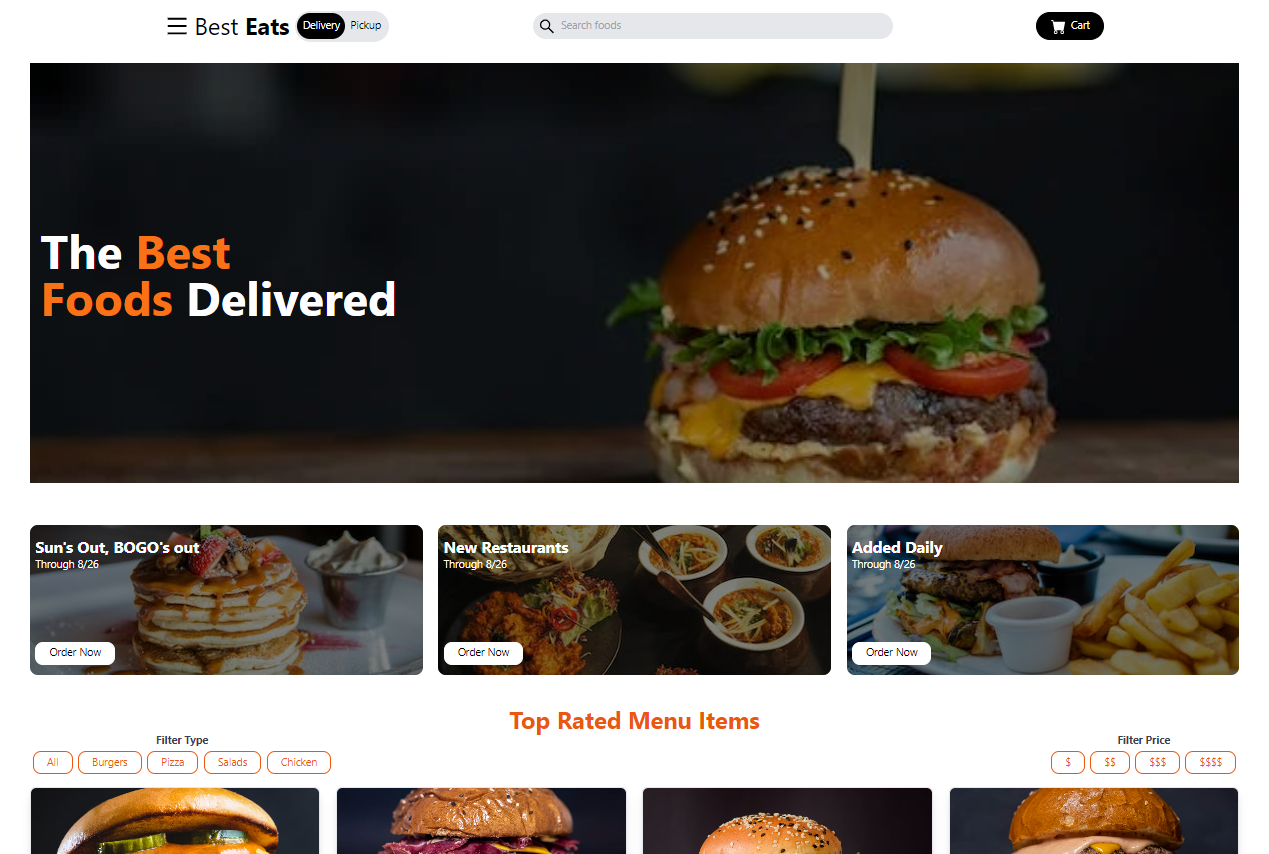 Best Eats Delivery Pickup Search foods Cart
The Best
Foods Delivered
Sun's Out, BOGO's out
Through 8/26
Order Now
New Restaurants
Through 8/26
Order Now
Added Daily
Through 8/26
Order Now
Top Rated Menu Items
Filter Type
All Burgers Pizza Salads Chicken
Filter Price
$ $$ $$$ $$$$